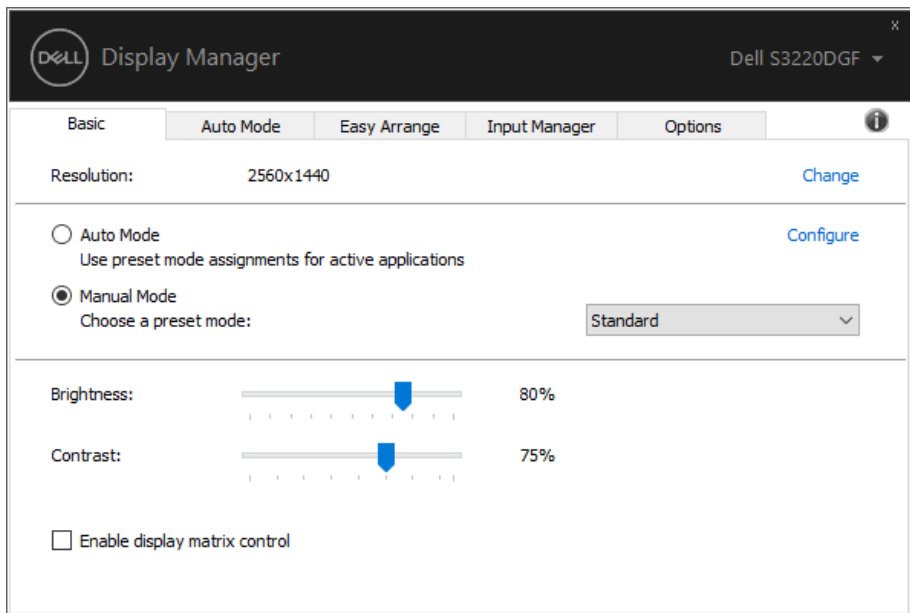 DELL Display Manager
x
Dell S3220DGF
Basic Auto Mode Easy Arrange Input Manager Options
Resolution: 2560x1440 Change
Auto Mode Configure
Use preset mode assignments for active applications
Manual Mode
Choose a preset mode: Standard
Brightness: 80%
Contrast: 75%
Enable display matrix control